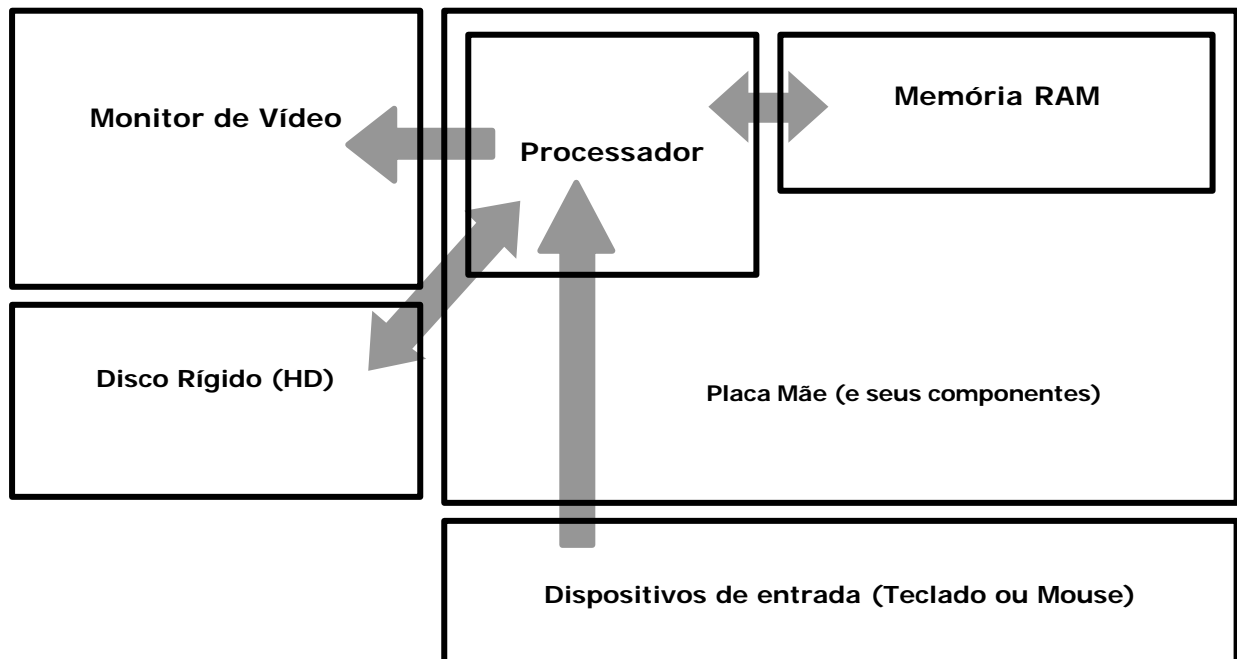 Monitor de Vídeo
Processador
Memória RAM
Disco Rígido (HD)
Placa Mãe (e seus componentes)
Dispositivos de entrada (Teclado ou Mouse)